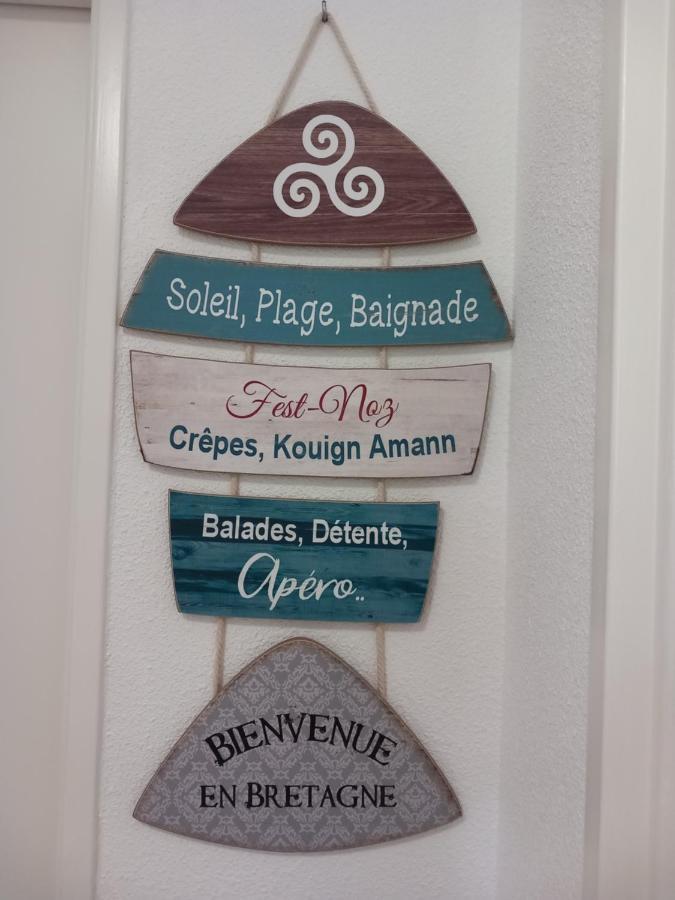 Soleil, Plage, Baignade
Fest-Noz
Crêpes, Kouign Amann
Balades, Détente,
Apéro..
BIENVENUE
EN BRETAGNE